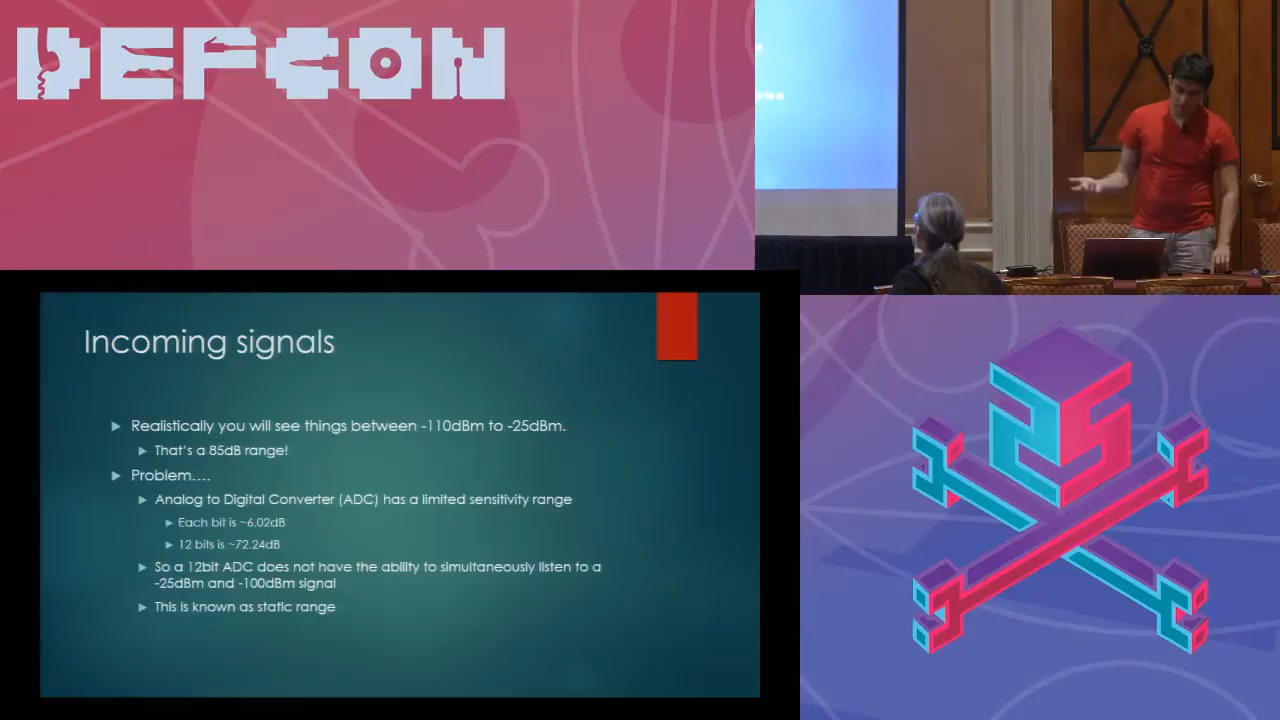 DEFCON
Incoming signals
Realistically you will see things between -110dBm to -25dBm.
That's a 85dB range!
Problem....
Analog to Digital Converter (ADC) has a limited sensitivity range
Each bit is ~6.02dB
12 bits is ~72.24dB
So a 12bit ADC does not have the ability to simultaneously listen to a
-25dBm and -100dBm signal
This is known as static range
25